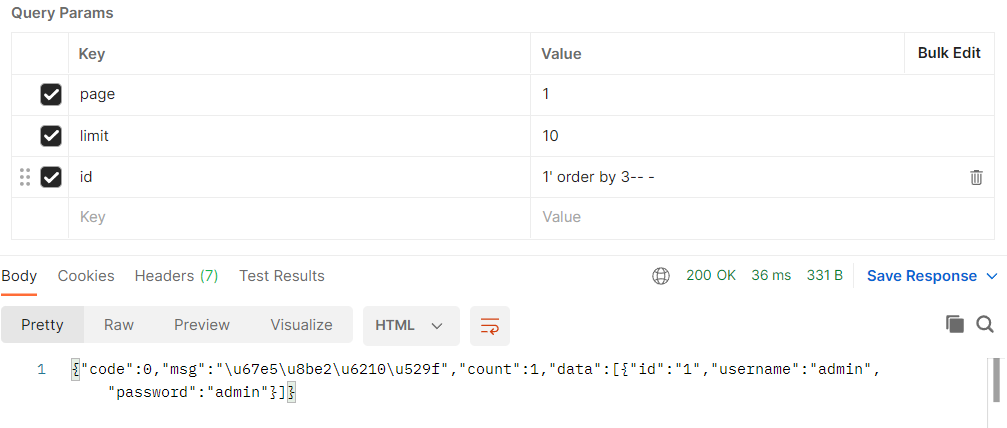 Query Params
Key Value Bulk Edit
page 1
limit 10
id 1' order by 3-- -
Key Value
Body Cookies Headers (7) Test Results 200 OK 36 ms 331 B Save Response
Pretty Raw Preview Visualize HTML
1 {"code":0,"msg":"\u67e5\u8be2\u6210\u529f","count":1,"data":[{"id":"1","username":"admin",
"password":"admin"}]}